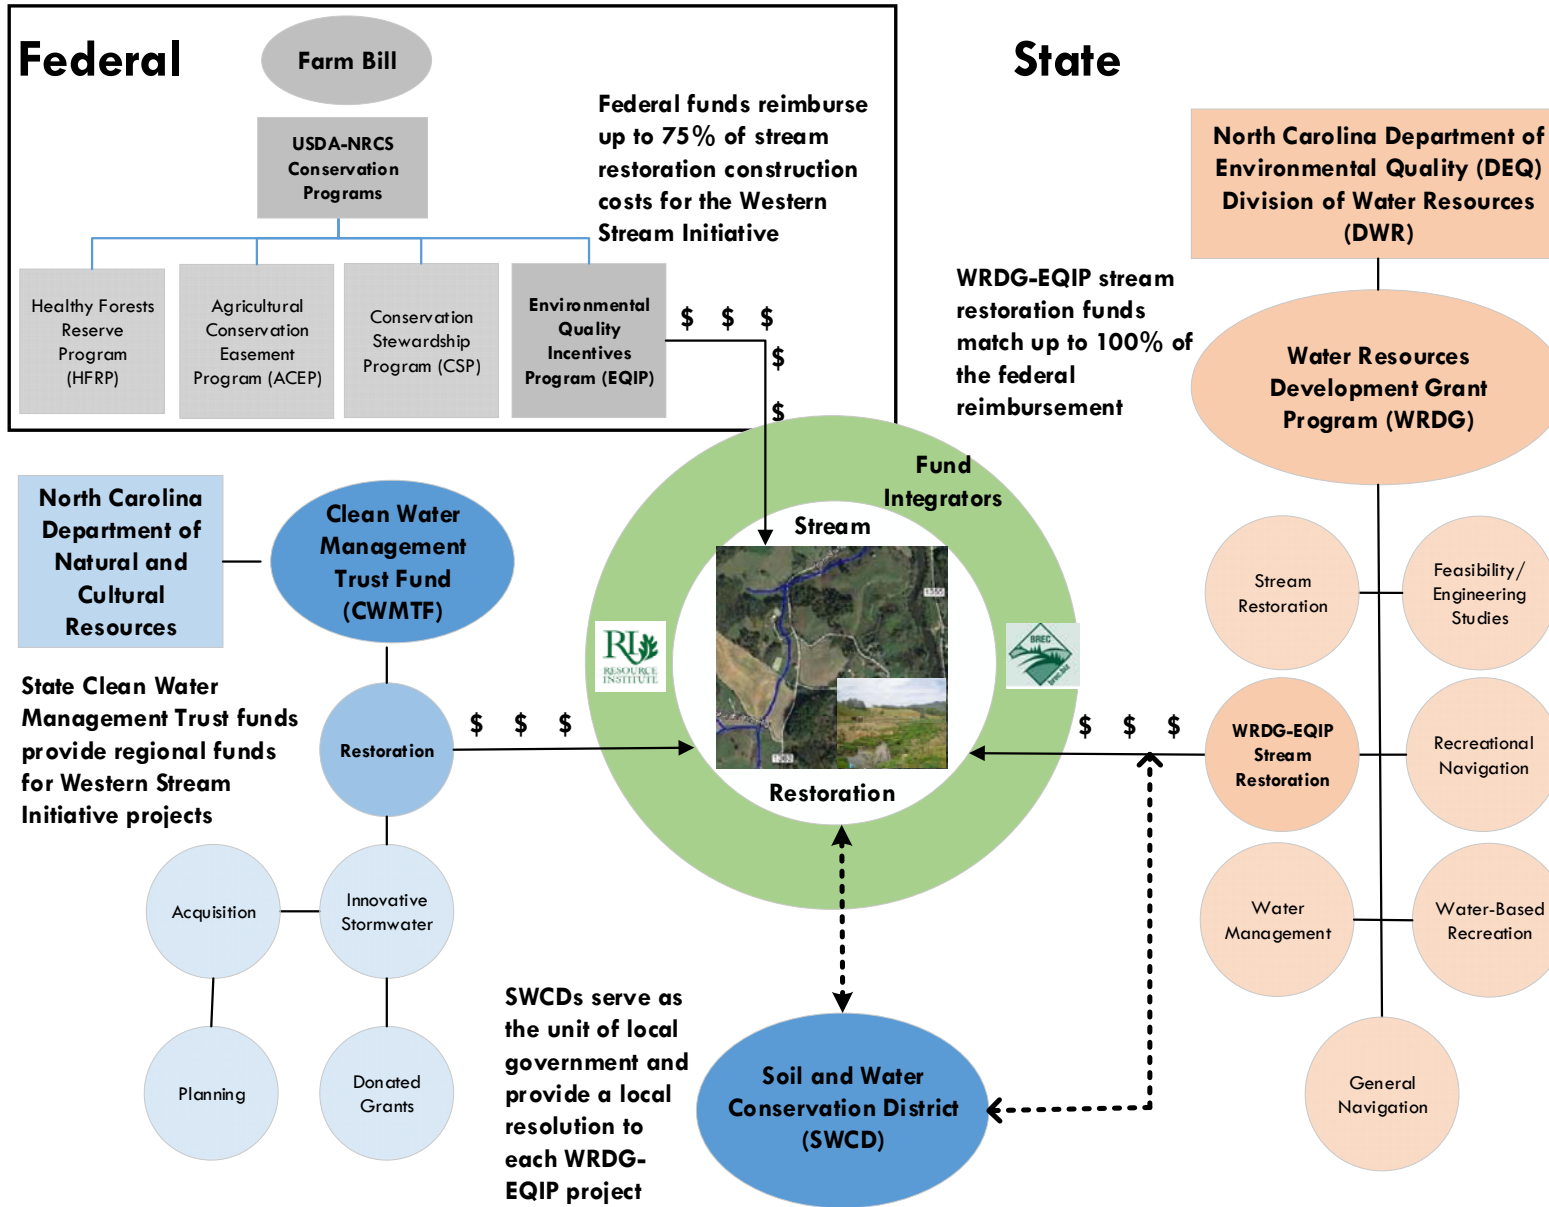 Federal
Farm Bill
USDA-NRCS
Conservation
Programs
Federal funds reimburse
up to 75% of stream
restoration construction
costs for the Western
Stream Initiative
Healthy Forests
Reserve
Program
(HFRP)
Agricultural
Conservation
Easement
Program (ACEP)
Conservation
Stewardship
Program (CSP)
Environmental
Quality
Incentives
Program (EQIP)
$ $ $
$
$
State
North Carolina Department of
Environmental Quality (DEQ)
Division of Water Resources
(DWR)
WRDG-EQIP stream
restoration funds
match up to 100% of
the federal
reimbursement
Water Resources
Development Grant
Program (WRDG)
North Carolina
Department of
Natural and
Cultural
Resources
Clean Water
Management
Trust Fund
(CWMTF)
State Clean Water
Management Trust funds
provide regional funds
for Western Stream
Initiative projects
Restoration
$ $ $
Acquisition
Innovative
Stormwater
Planning
Donated
Grants
Fund
Integrators
Stream
RI
RESOURCE
INSTITUTE
BREC
brec.biz
Restoration
$ $ $
Stream
Restoration
Feasibility/
Engineering
Studies
WRDG-EQIP
Stream
Restoration
Recreational
Navigation
Water
Management
Water-Based
Recreation
General
Navigation
SWCDs serve as
the unit of local
government and
provide a local
resolution to
each WRDG-
EQIP project
Soil and Water
Conservation District
(SWCD)